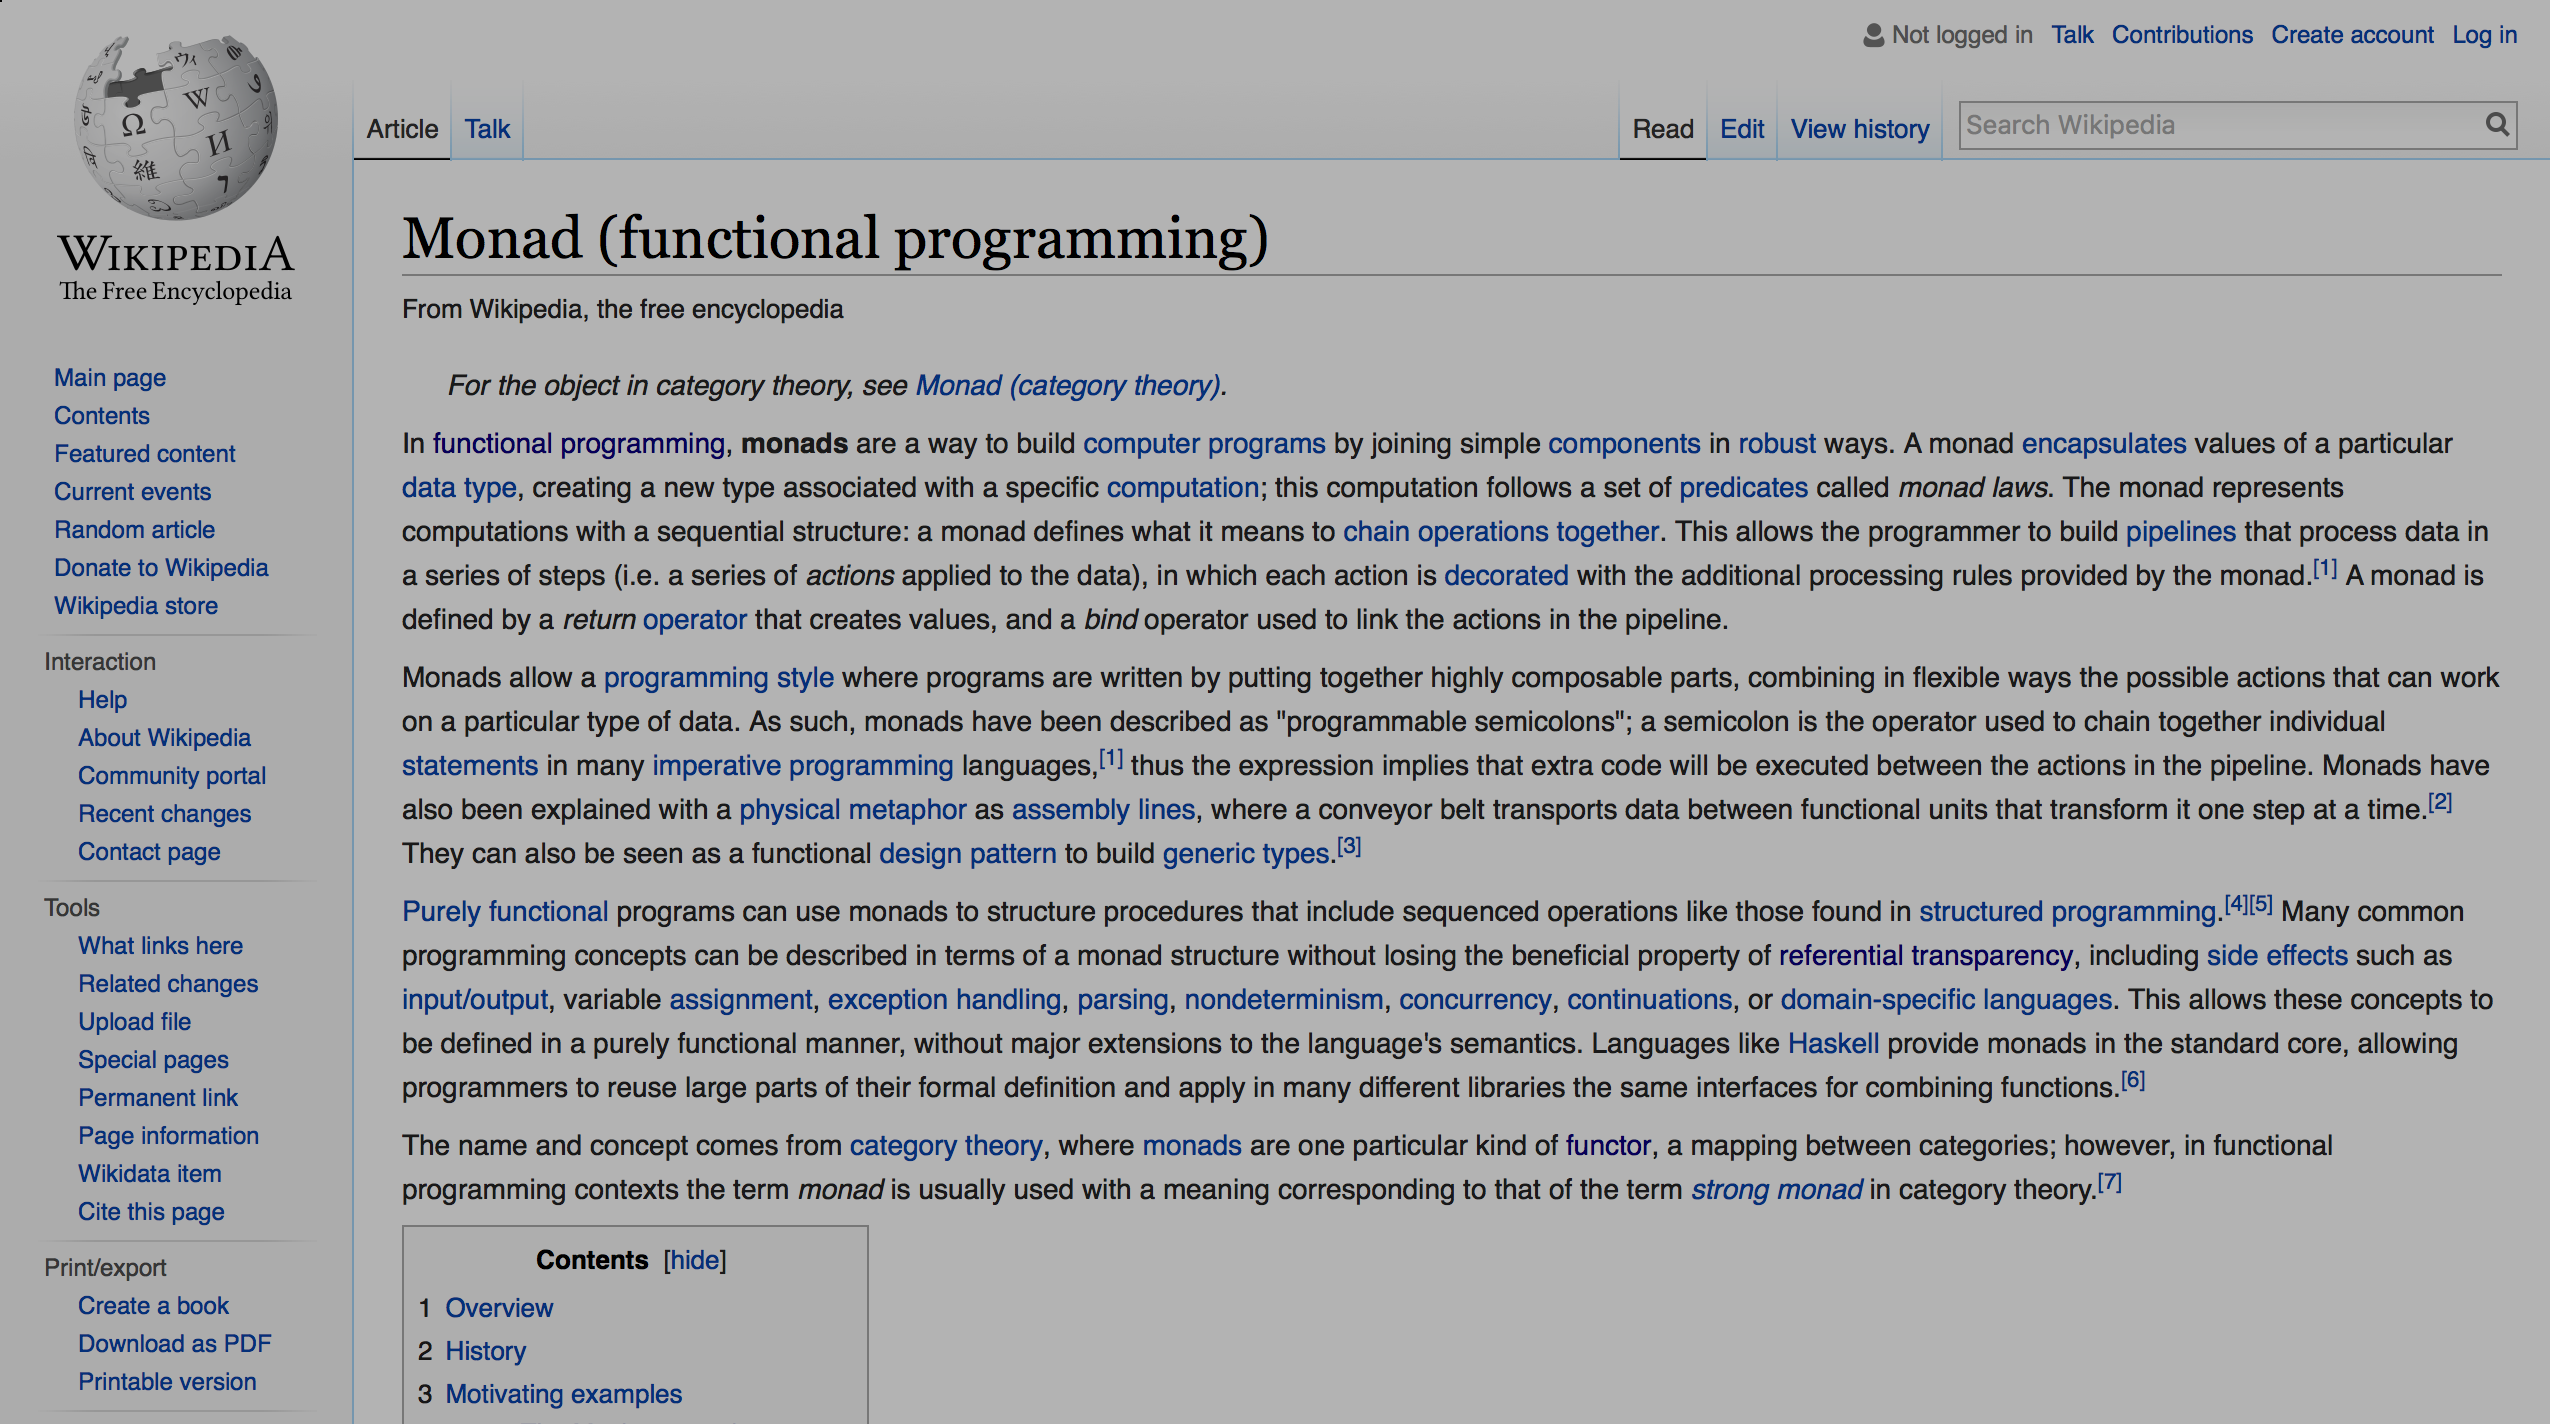 Not logged in Talk Contributions Create account Log in
Article Talk Read Edit View history Search Wikipedia
WIKIPEDIA
The Free Encyclopedia
Main page
Contents
Featured content
Current events
Random article
Donate to Wikipedia
Wikipedia store
Interaction
Help
About Wikipedia
Community portal
Recent changes
Contact page
Tools
What links here
Related changes
Upload file
Special pages
Permanent link
Page information
Wikidata item
Cite this page
Print/export
Create a book
Download as PDF
Printable version
Monad (functional programming)
From Wikipedia, the free encyclopedia
For the object in category theory, see Monad (category theory).
In functional programming, monads are a way to build computer programs by joining simple components in robust ways. A monad encapsulates values of a particular
data type, creating a new type associated with a specific computation; this computation follows a set of predicates called monad laws. The monad represents
computations with a sequential structure: a monad defines what it means to chain operations together. This allows the programmer to build pipelines that process data in
a series of steps (i.e. a series of actions applied to the data), in which each action is decorated with the additional processing rules provided by the monad.[1] A monad is
defined by a return operator that creates values, and a bind operator used to link the actions in the pipeline.
Monads allow a programming style where programs are written by putting together highly composable parts, combining in flexible ways the possible actions that can work
on a particular type of data. As such, monads have been described as "programmable semicolons"; a semicolon is the operator used to chain together individual
statements in many imperative programming languages,[1] thus the expression implies that extra code will be executed between the actions in the pipeline. Monads have
also been explained with a physical metaphor as assembly lines, where a conveyor belt transports data between functional units that transform it one step at a time.[2]
They can also be seen as a functional design pattern to build generic types.[3]
Purely functional programs can use monads to structure procedures that include sequenced operations like those found in structured programming.[4][5] Many common
programming concepts can be described in terms of a monad structure without losing the beneficial property of referential transparency, including side effects such as
input/output, variable assignment, exception handling, parsing, nondeterminism, concurrency, continuations, or domain-specific languages. This allows these concepts to
be defined in a purely functional manner, without major extensions to the language's semantics. Languages like Haskell provide monads in the standard core, allowing
programmers to reuse large parts of their formal definition and apply in many different libraries the same interfaces for combining functions.[6]
The name and concept comes from category theory, where monads are one particular kind of functor, a mapping between categories; however, in functional
programming contexts the term monad is usually used with a meaning corresponding to that of the term strong monad in category theory.[7]
Contents [hide]
1 Overview
2 History
3 Motivating examples